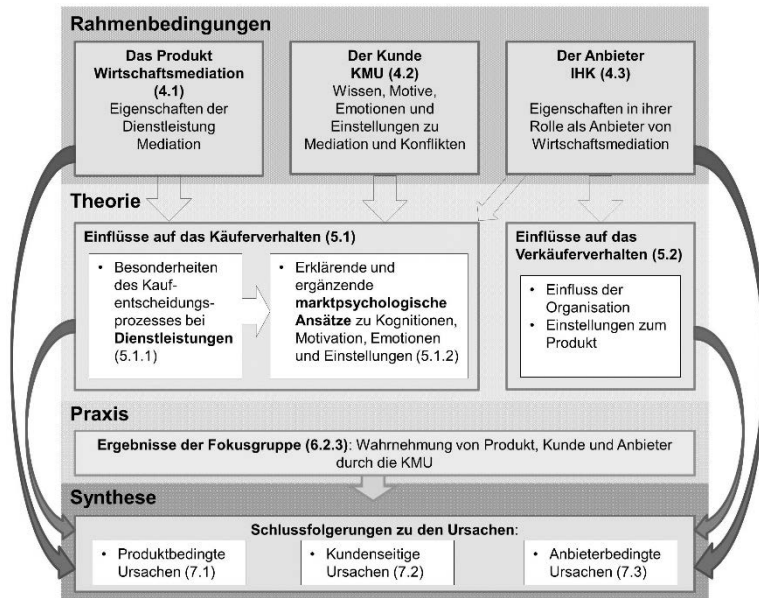 Rahmenbedingungen
Das Produkt
Wirtschaftsmediation
(4.1)
Eigenschaften der
Dienstleistung
Mediation
Der Kunde
KMU (4.2)
Wissen, Motive,
Emotionen und
Einstellungen zu
Mediation und Konflikten
Der Anbieter
IHK (4.3)
Eigenschaften in ihrer
Rolle als Anbieter von
Wirtschaftsmediation
Theorie
Einflüsse auf das Käuferverhalten (5.1)
• Besonderheiten
des Kauf-
entscheidungs-
prozesses bei
Dienstleistungen
(5.1.1)
• Erklärende und
ergänzende
marktpsychologische
Ansätze zu Kognitionen,
Motivation, Emotionen
und Einstellungen (5.1.2)
Einflüsse auf das
Verkäuferverhalten (5.2)
• Einfluss der
Organisation
• Einstellungen zum
Produkt
Praxis
Ergebnisse der Fokusgruppe (6.2.3): Wahrnehmung von Produkt, Kunde und Anbieter
durch die KMU
Synthese
Schlussfolgerungen zu den Ursachen:
• Produktbedingte
Ursachen (7.1)
• Kundenseitige
Ursachen (7.2)
• Anbieterbedingte
Ursachen (7.3)